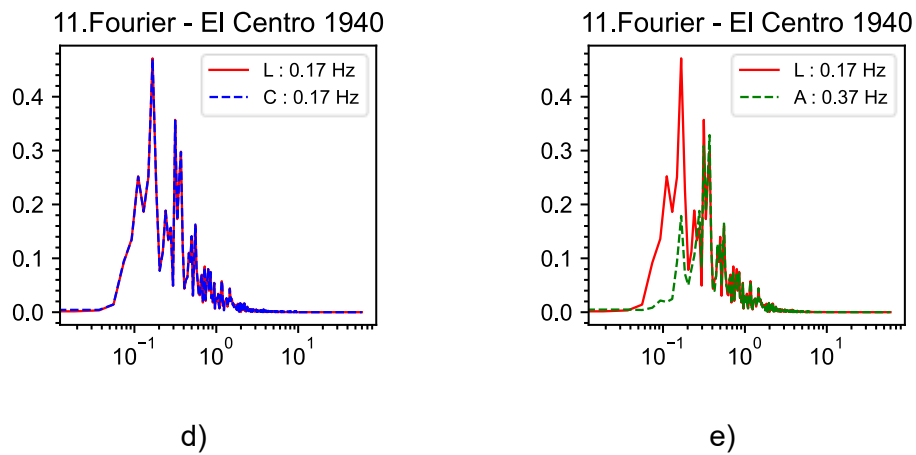 11.Fourier - El Centro 1940
L : 0.17 Hz
C : 0.17 Hz
0.4
0.3
0.2
0.1
0.0
10⁻¹
10⁰
10¹
d)
11.Fourier - El Centro 1940
L : 0.17 Hz
A : 0.37 Hz
0.4
0.3
0.2
0.1
0.0
10⁻¹
10⁰
10¹
e)